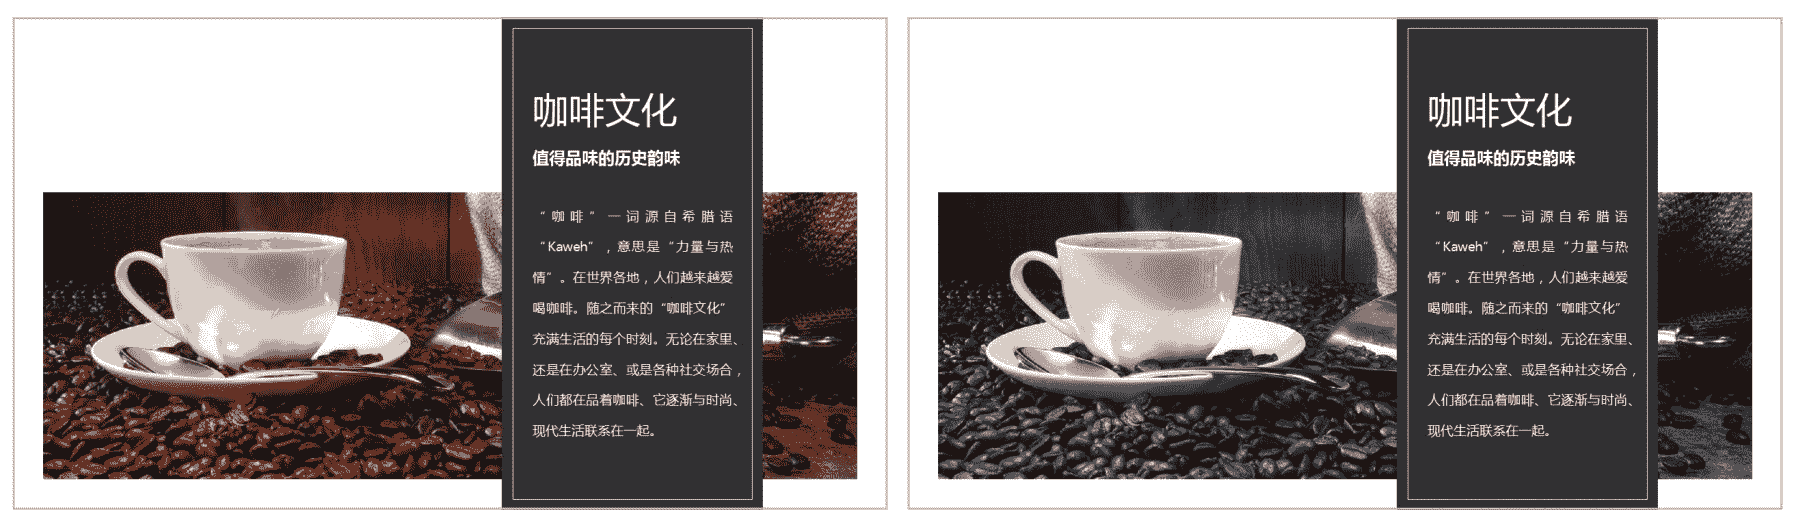 咖啡文化
值得品味的历史韵味
“咖啡”一词源自希腊语
“Kaweh”，意思是“力量与热
情”。在世界各地，人们越来越爱
喝咖啡。随之而来的“咖啡文化”
充满生活的每个时刻。无论在家里、
还是在办公室、或是各种社交场合，
人们都在品着咖啡、它逐渐与时尚、
现代生活联系在一起。
咖啡文化
值得品味的历史韵味
“咖啡”一词源自希腊语
“Kaweh”，意思是“力量与热
情”。在世界各地，人们越来越爱
喝咖啡。随之而来的“咖啡文化”
充满生活的每个时刻。无论在家里、
还是在办公室、或是各种社交场合，
人们都在品着咖啡、它逐渐与时尚、
现代生活联系在一起。